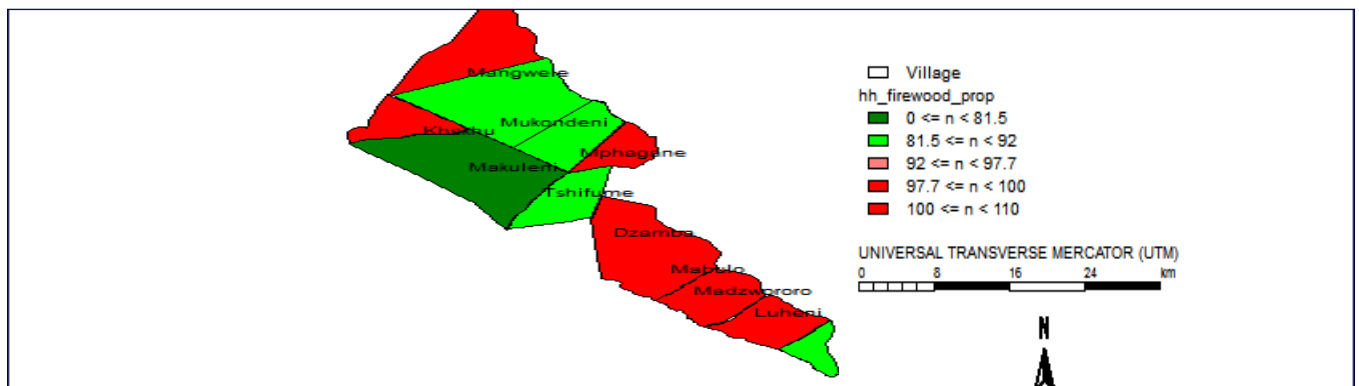 Mangwele
Mukondeni
Khakhu
Mphagane
Makuleni
Tshifume
Dzamba
Mabulo
Madzwororo
Luheni
Village
hh_firewood_prop
0 <= n < 81.5
81.5 <= n < 92
92 <= n < 97.7
97.7 <= n < 100
100 <= n < 110
UNIVERSAL TRANSVERSE MERCATOR (UTM)
0 8 16 24 km
N